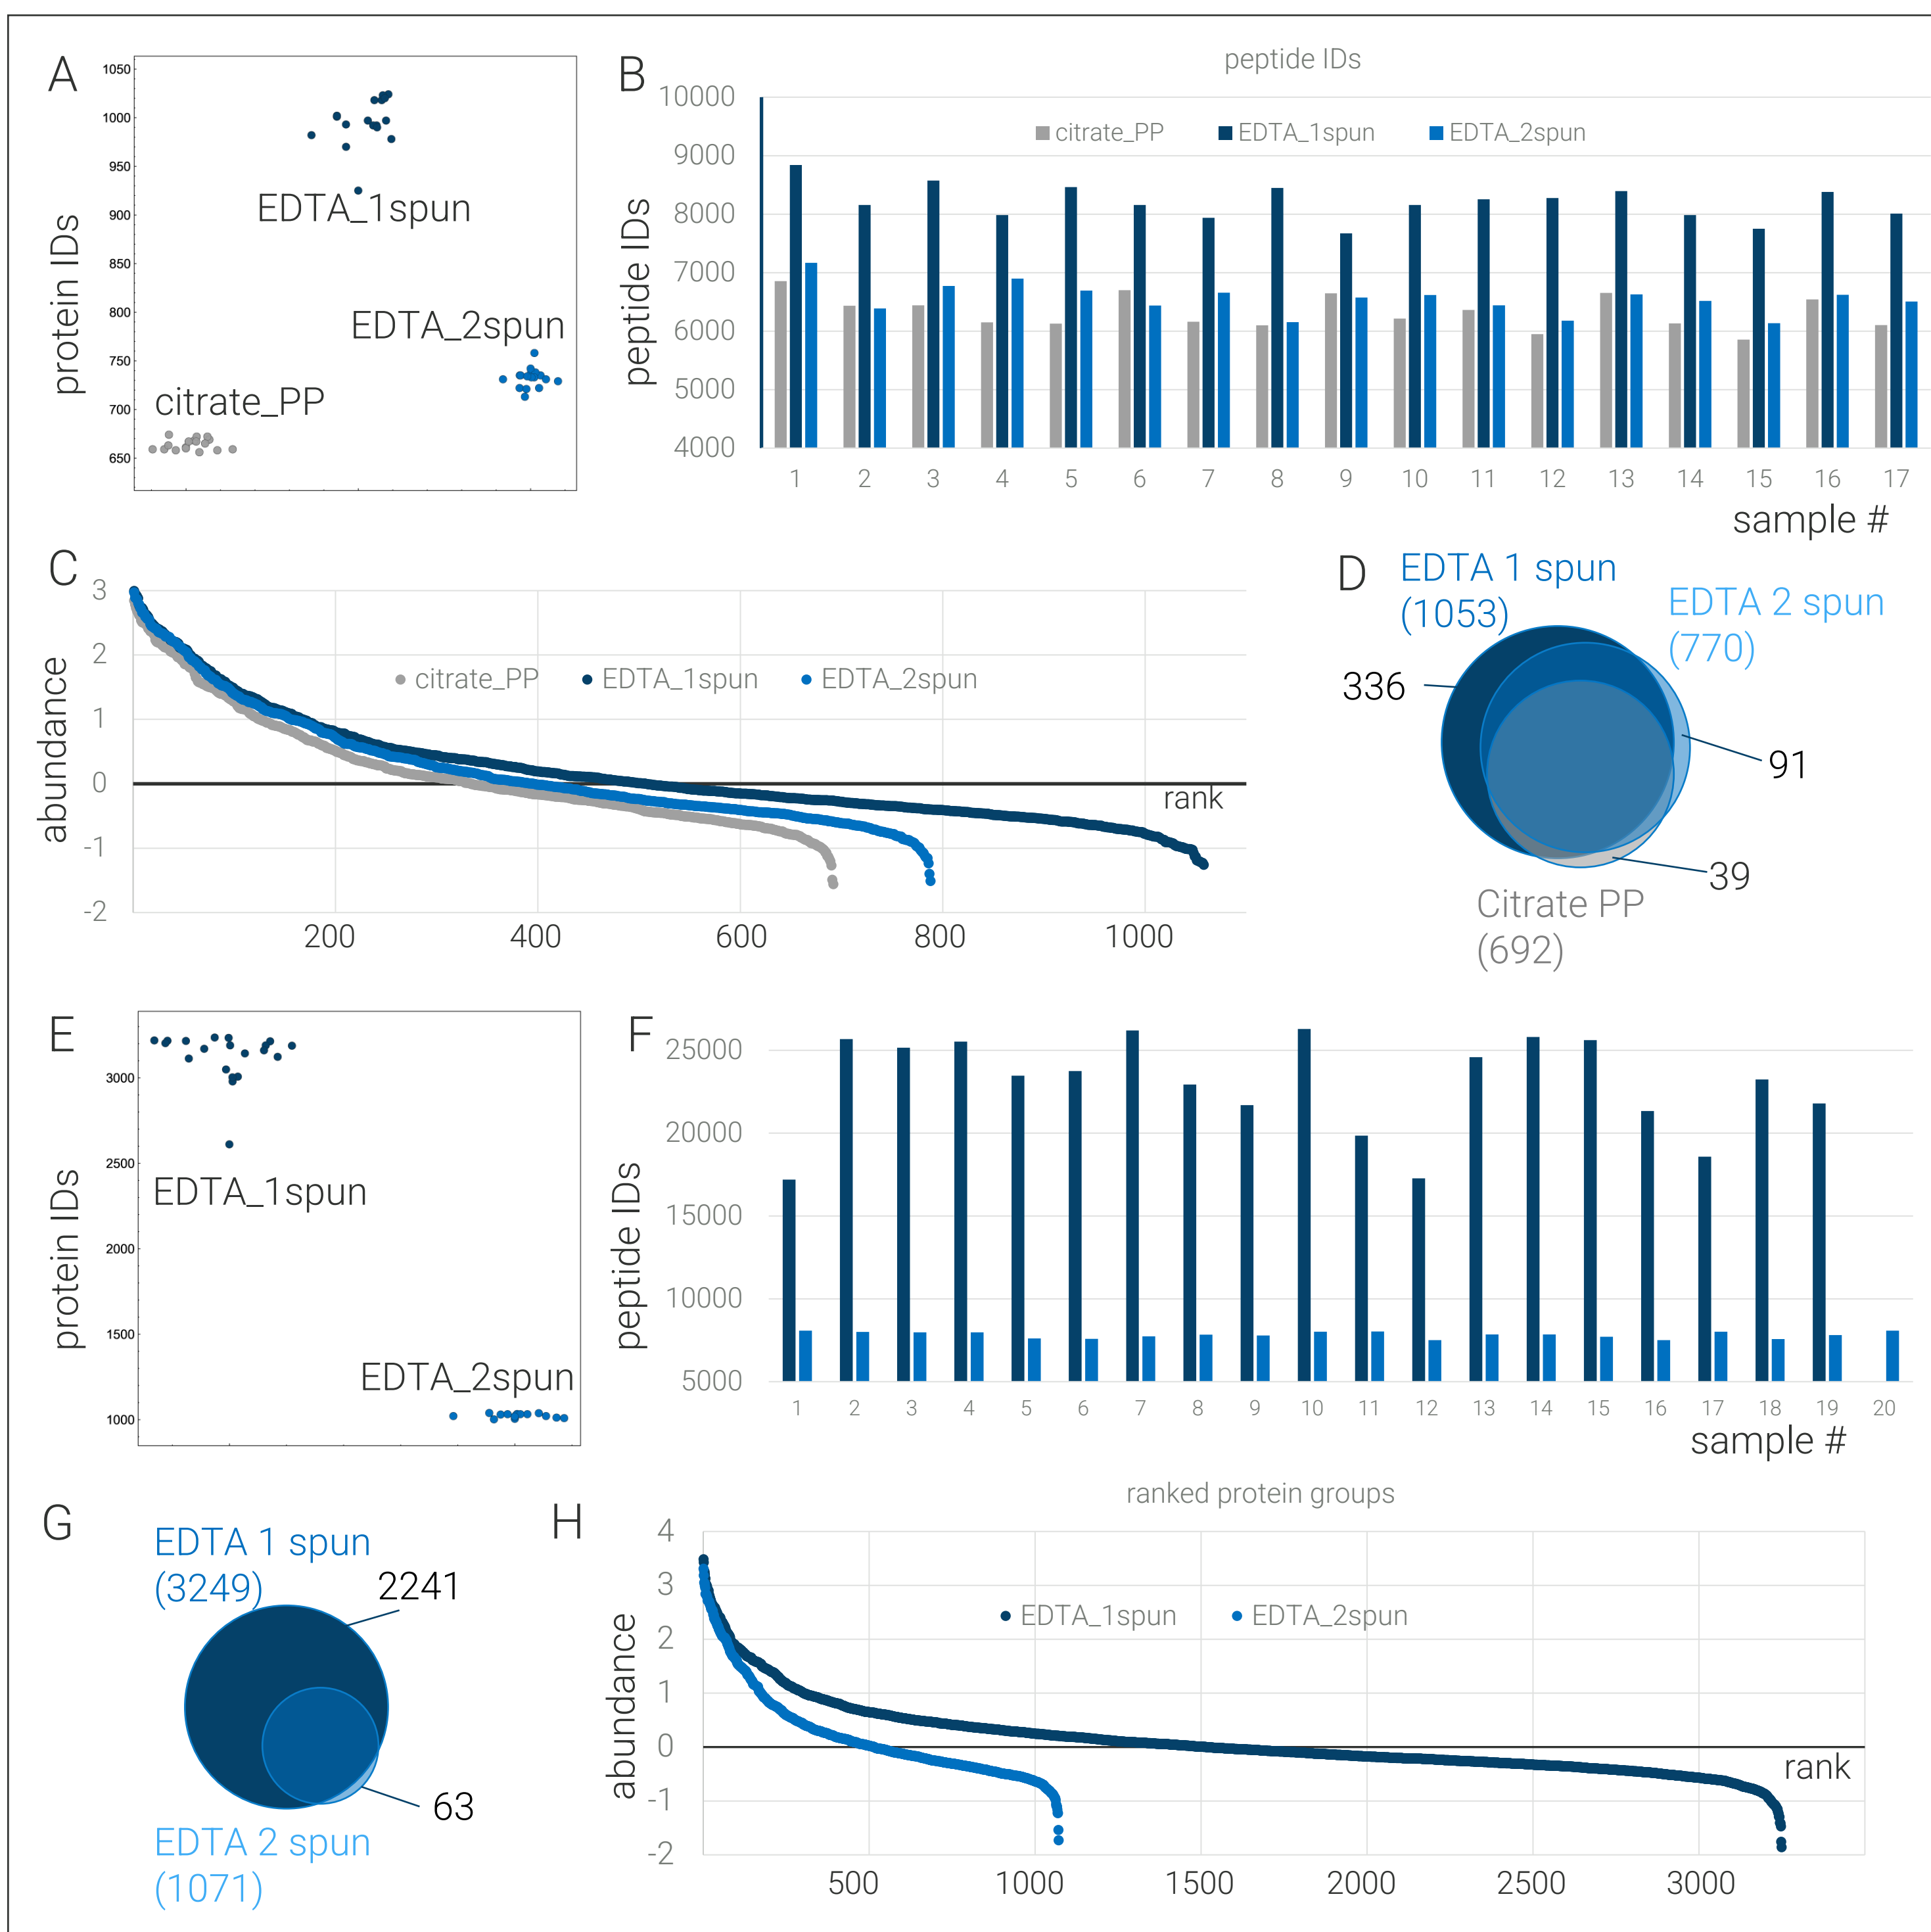 A
1050
1000
950
900
850
800
750
700
650
protein IDs
EDTA_1spun
EDTA_2spun
citrate_PP
B
peptide IDs
10000
9000
8000
7000
6000
5000
4000
peptide IDs
citrate_PP EDTA_1spun EDTA_2spun
1 2 3 4 5 6 7 8 9 10 11 12 13 14 15 16 17
sample #
C
3
2
1
0
-1
-2
abundance
citrate_PP EDTA_1spun EDTA_2spun
rank
200 400 600 800 1000
D
EDTA 1 spun
(1053)
EDTA 2 spun
(770)
336
91
39
Citrate PP
(692)
E
3000
2500
2000
1500
1000
protein IDs
EDTA_1spun
EDTA_2spun
F
25000
20000
15000
10000
5000
peptide IDs
1 2 3 4 5 6 7 8 9 10 11 12 13 14 15 16 17 18 19 20
sample #
G
EDTA 1 spun
(3249)
2241
63
EDTA 2 spun
(1071)
H
ranked protein groups
4
3
2
1
0
-1
-2
abundance
EDTA_1spun EDTA_2spun
rank
500 1000 1500 2000 2500 3000